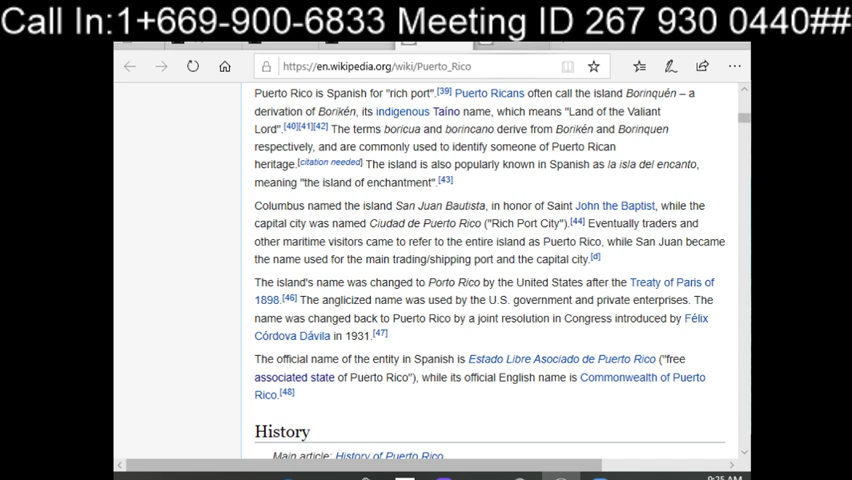 Call In:1+669-900-6833 Meeting ID 267 930 0440##
https://en.wikipedia.org/wiki/Puerto_Rico
Puerto Rico is Spanish for "rich port".[39] Puerto Ricans often call the island Borinquén – a
derivation of Borikén, its indigenous Taíno name, which means "Land of the Valiant
Lord".[40][41][42] The terms boricua and borincano derive from Borikén and Borinquen
respectively, and are commonly used to identify someone of Puerto Rican
heritage.[citation needed] The island is also popularly known in Spanish as la isla del encanto,
meaning "the island of enchantment".[43]
Columbus named the island San Juan Bautista, in honor of Saint John the Baptist, while the
capital city was named Ciudad de Puerto Rico ("Rich Port City").[44] Eventually traders and
other maritime visitors came to refer to the entire island as Puerto Rico, while San Juan became
the name used for the main trading/shipping port and the capital city.[d]
The island's name was changed to Porto Rico by the United States after the Treaty of Paris of
1898.[46] The anglicized name was used by the U.S. government and private enterprises. The
name was changed back to Puerto Rico by a joint resolution in Congress introduced by Félix
Córdova Dávila in 1931.[47]
The official name of the entity in Spanish is Estado Libre Asociado de Puerto Rico ("free
associated state of Puerto Rico"), while its official English name is Commonwealth of Puerto
Rico.[48]
History
Main article: History of Puerto Rico
9:25 AM